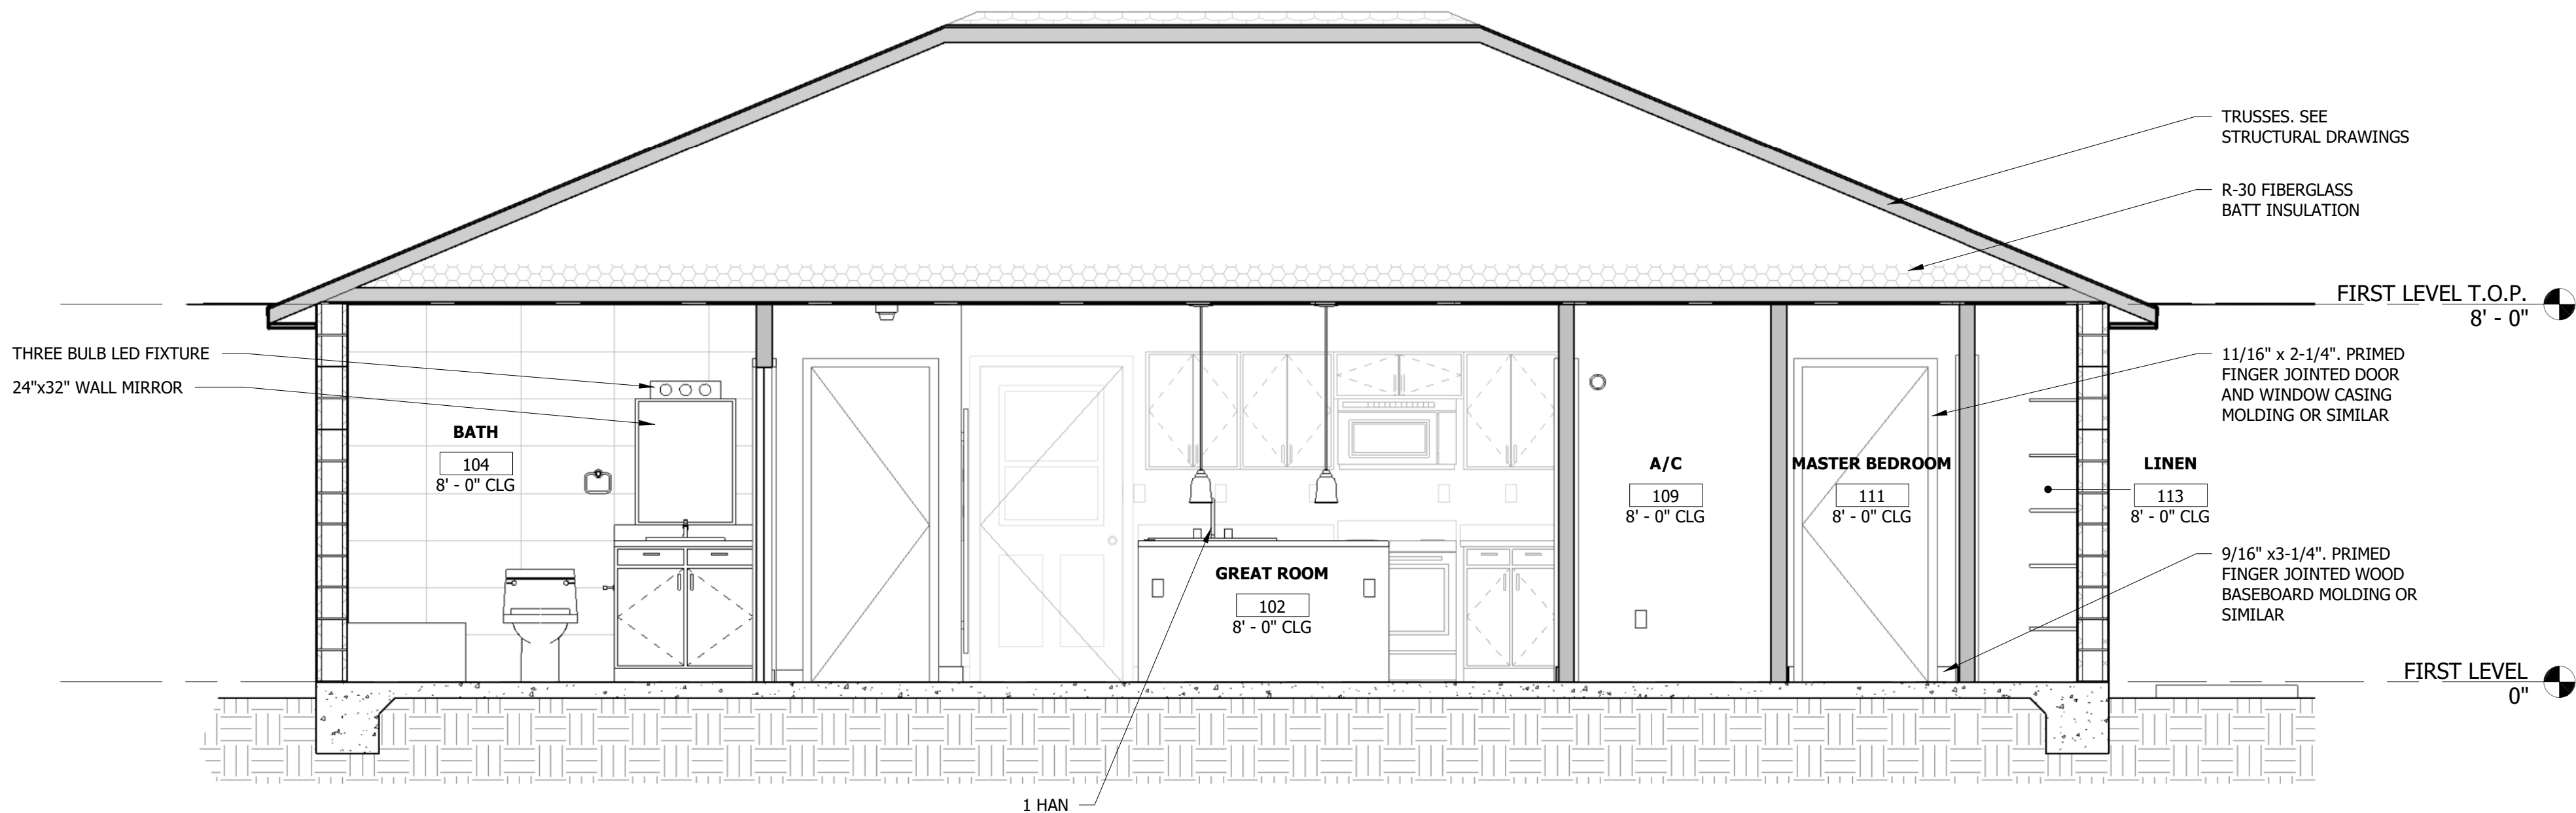 TRUSSES. SEE
STRUCTURAL DRAWINGS
R-30 FIBERGLASS
BATT INSULATION
FIRST LEVEL T.O.P.
8' - 0"
THREE BULB LED FIXTURE
24"x32" WALL MIRROR
11/16" x 2-1/4". PRIMED
FINGER JOINTED DOOR
AND WINDOW CASING
MOLDING OR SIMILAR
BATH
104
8' - 0" CLG
A/C
109
8' - 0" CLG
MASTER BEDROOM
111
8' - 0" CLG
LINEN
113
8' - 0" CLG
GREAT ROOM
102
8' - 0" CLG
9/16" x3-1/4". PRIMED
FINGER JOINTED WOOD
BASEBOARD MOLDING OR
SIMILAR
FIRST LEVEL
0"
1 HAN